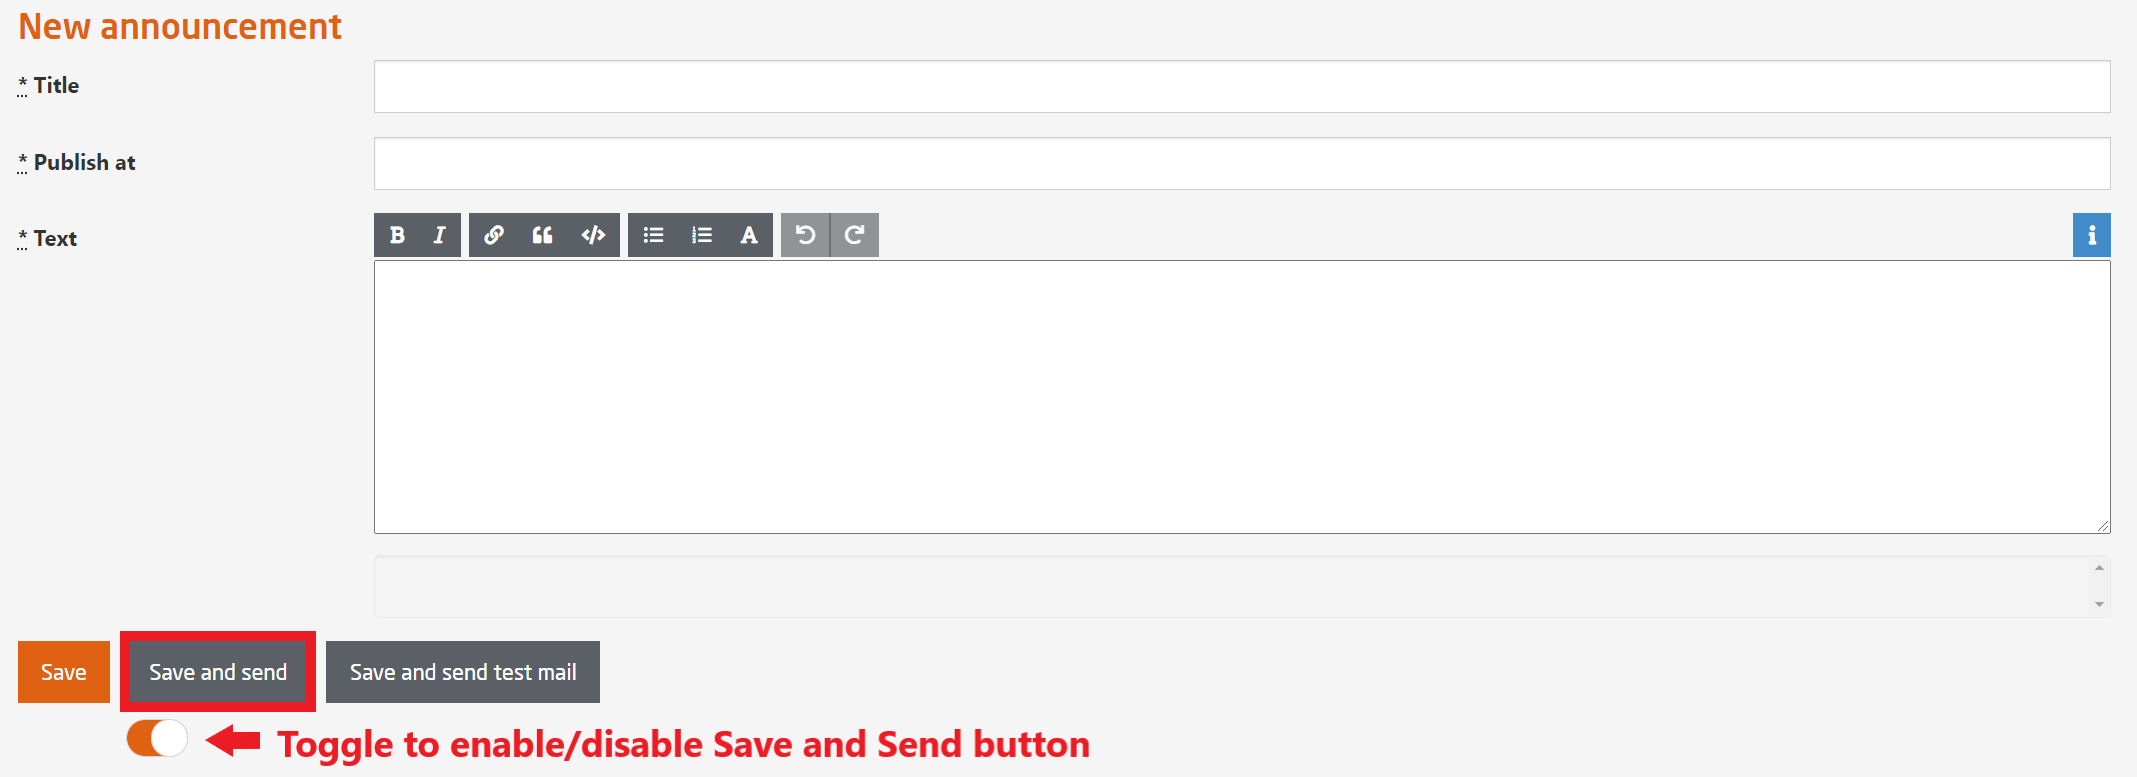 New announcement
* Title
* Publish at
* Text
B I A
Save Save and send Save and send test mail
Toggle to enable/disable Save and Send button